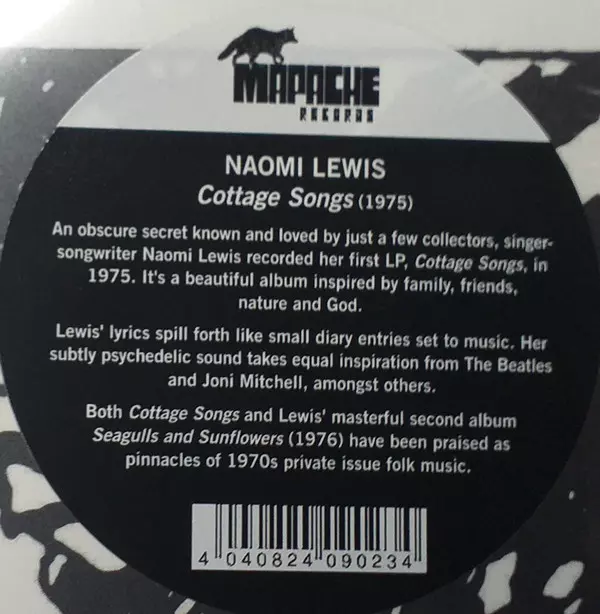 MAPACHE
RECORDS
NAOMI LEWIS
Cottage Songs (1975)
An obscure secret known and loved by just a few collectors, singer-
songwriter Naomi Lewis recorded her first LP, Cottage Songs, in
1975. It's a beautiful album inspired by family, friends,
nature and God.
Lewis' lyrics spill forth like small diary entries set to music. Her
subtly psychedelic sound takes equal inspiration from The Beatles
and Joni Mitchell, amongst others.
Both Cottage Songs and Lewis' masterful second album
Seagulls and Sunflowers (1976) have been praised as
pinnacles of 1970s private issue folk music.
4 040824 090234